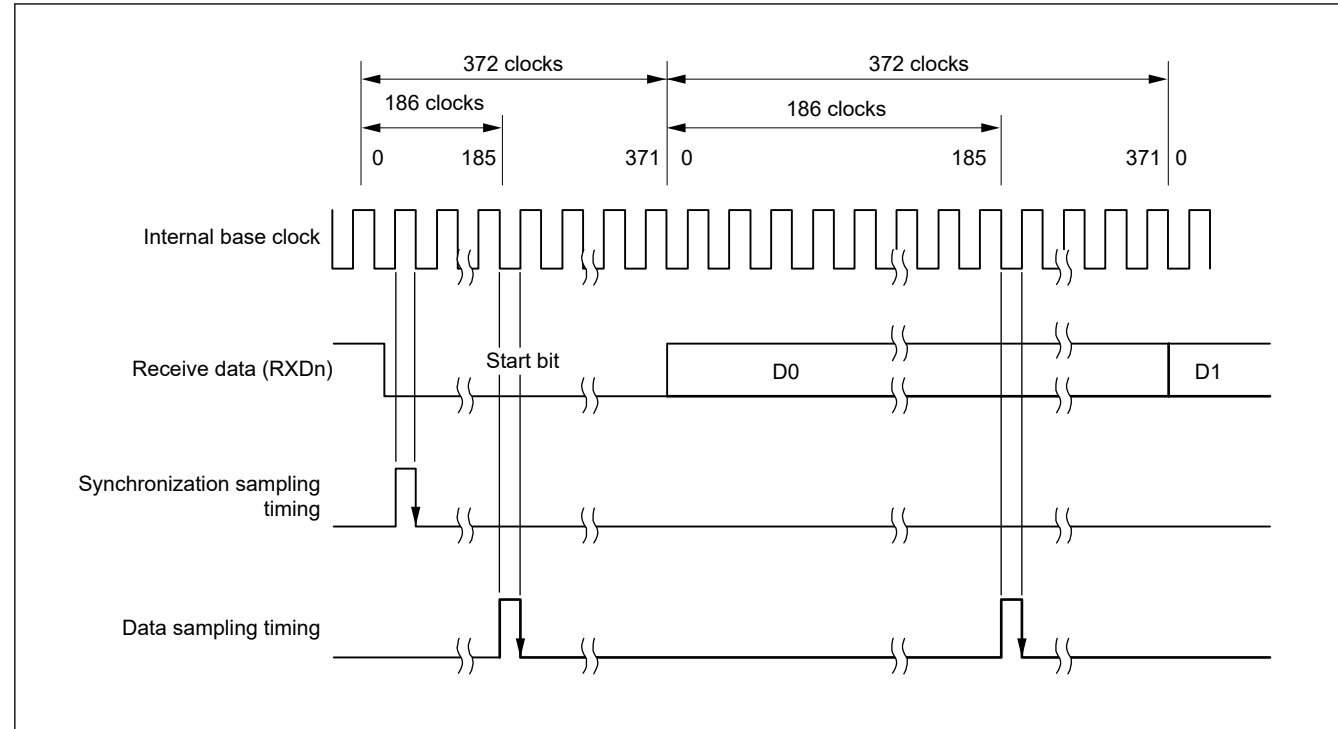 372 clocks
372 clocks
186 clocks
186 clocks
0
185
371
0
185
371
0
Internal base clock
Receive data (RXDn)
Start bit
D0
D1
Synchronization sampling
timing
Data sampling timing